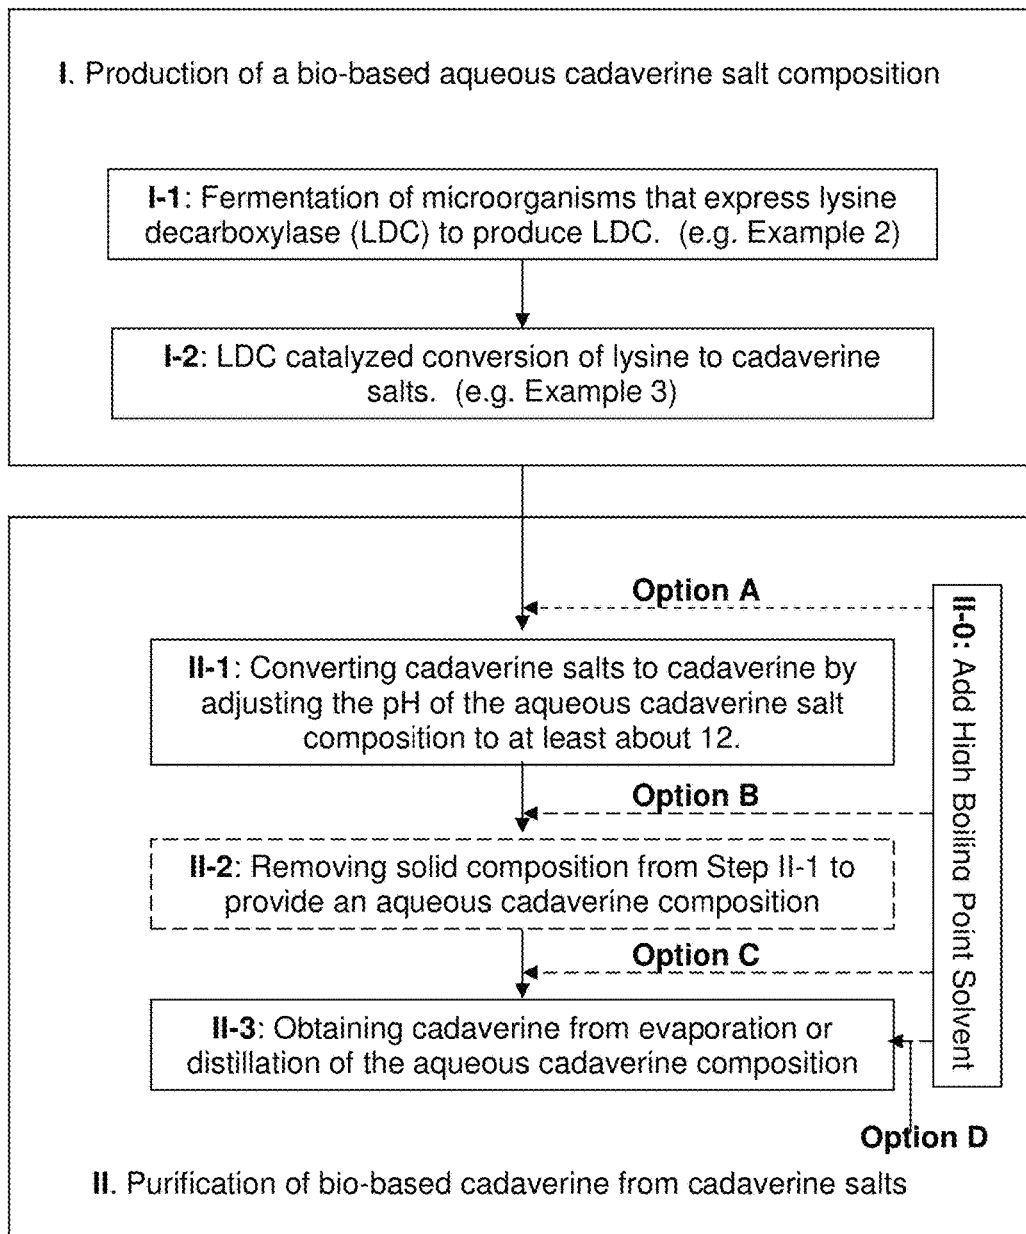 I. Production of a bio-based aqueous cadaverine salt composition
I-1: Fermentation of microorganisms that express lysine
decarboxylase (LDC) to produce LDC. (e.g. Example 2)
I-2: LDC catalyzed conversion of lysine to cadaverine
salts. (e.g. Example 3)
Option A
II-0: Add High Boiling Point Solvent
II-1: Converting cadaverine salts to cadaverine by
adjusting the pH of the aqueous cadaverine salt
composition to at least about 12.
Option B
II-2: Removing solid composition from Step II-1 to
provide an aqueous cadaverine composition
Option C
II-3: Obtaining cadaverine from evaporation or
distillation of the aqueous cadaverine composition
Option D
II. Purification of bio-based cadaverine from cadaverine salts